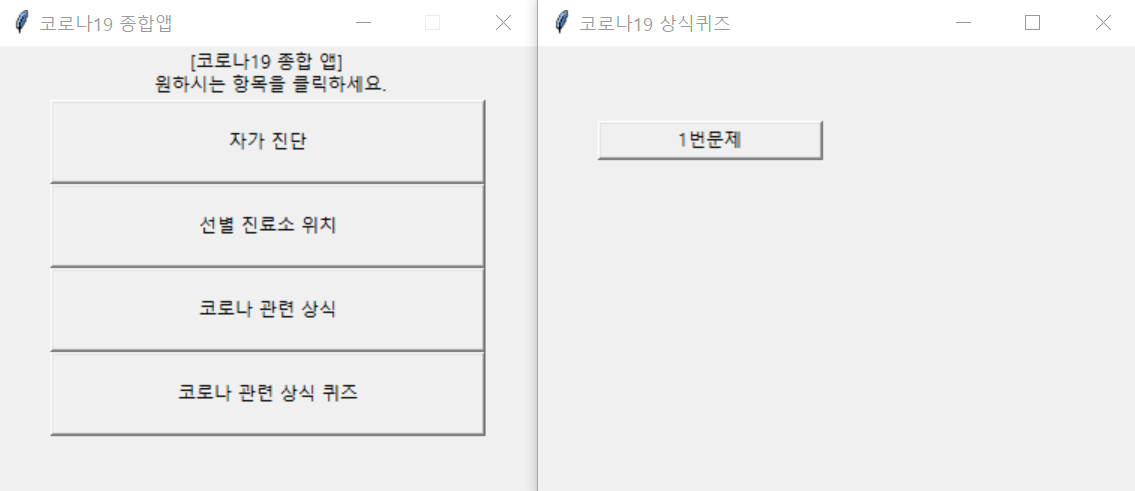 코로나19 종합앱
[코로나19 종합 앱]
원하시는 항목을 클릭하세요.
자가 진단
선별 진료소 위치
코로나 관련 상식
코로나 관련 상식 퀴즈
코로나19 상식퀴즈
1번문제